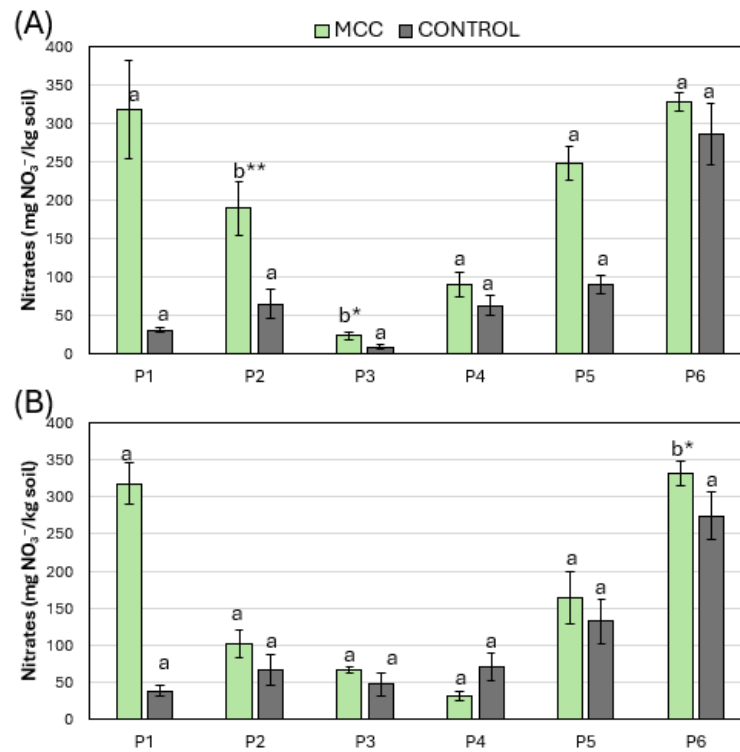 (A)
MCC CONTROL
Nitrates (mg NO₃⁻/kg soil)
400
350
300
250
200
150
100
50
0
a a b** a b* a a a a a a a
P1 P2 P3 P4 P5 P6
(B)
Nitrates (mg NO₃⁻/kg soil)
400
350
300
250
200
150
100
50
0
a a a a a a a a a a b* a
P1 P2 P3 P4 P5 P6